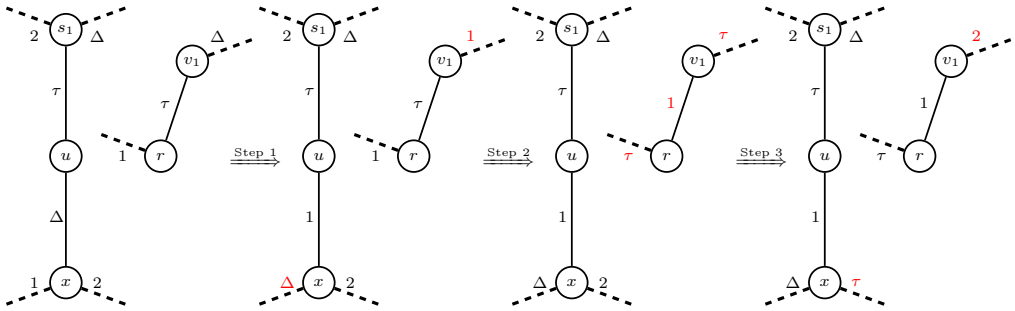 2 s₁ Δ
Δ
v₁
τ
τ
1 r
u
Δ
1 x 2
Step 1
2 s₁ Δ
1
v₁
τ
τ
1 r
u
1
Δ x 2
Step 2
2 s₁ Δ
τ
v₁
τ
1
τ r
u
1
Δ x 2
Step 3
2 s₁ Δ
2
v₁
τ
1
τ r
u
1
Δ x τ